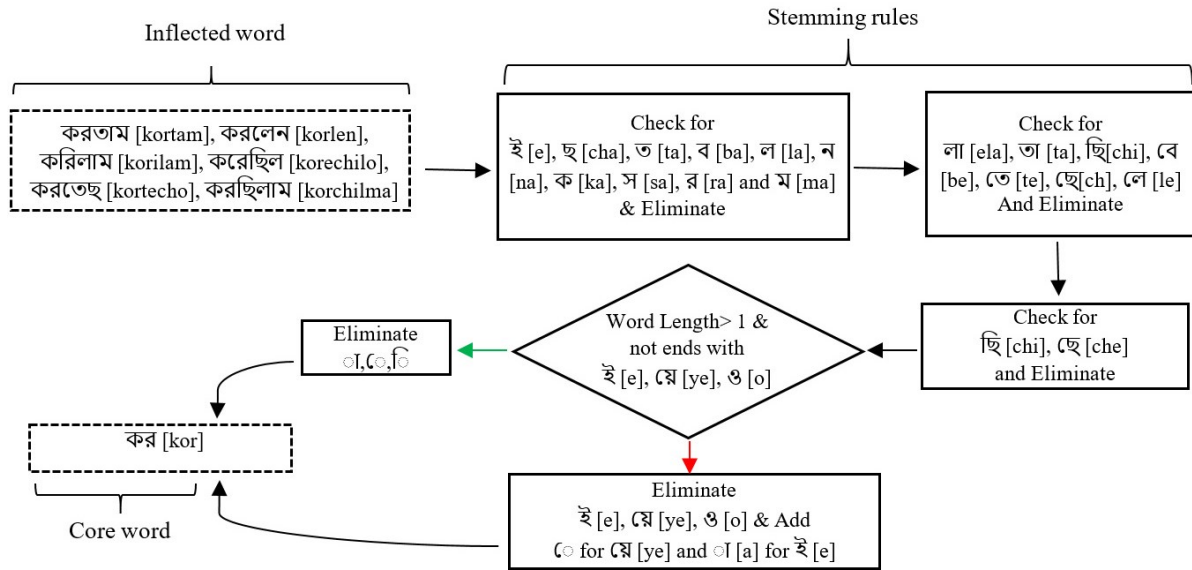 Inflected word
Stemming rules
করতাম [kortam], করলেন [korlen],
করিলাম [korilam], করেছিল [korechilo],
করতেছ [kortecho], করছিলাম [korchilma]
Check for
ই [e], ছ [cha], ত [ta], ব [ba], ল [la], ন
[na], ক [ka], স [sa], র [ra] and ম [ma]
& Eliminate
Check for
লা [ela], তা [ta], ছি[chi], বে
[be], তে [te], ছে[ch], লে [le]
And Eliminate
Check for
ছি [chi], ছে [che]
and Eliminate
Word Length> 1 &
not ends with
ই [e], য়ে [ye], ও [o]
Eliminate
া,ে,ি
কর [kor]
Core word
Eliminate
ই [e], য়ে [ye], ও [o] & Add
ে for য়ে [ye] and া [a] for ই [e]